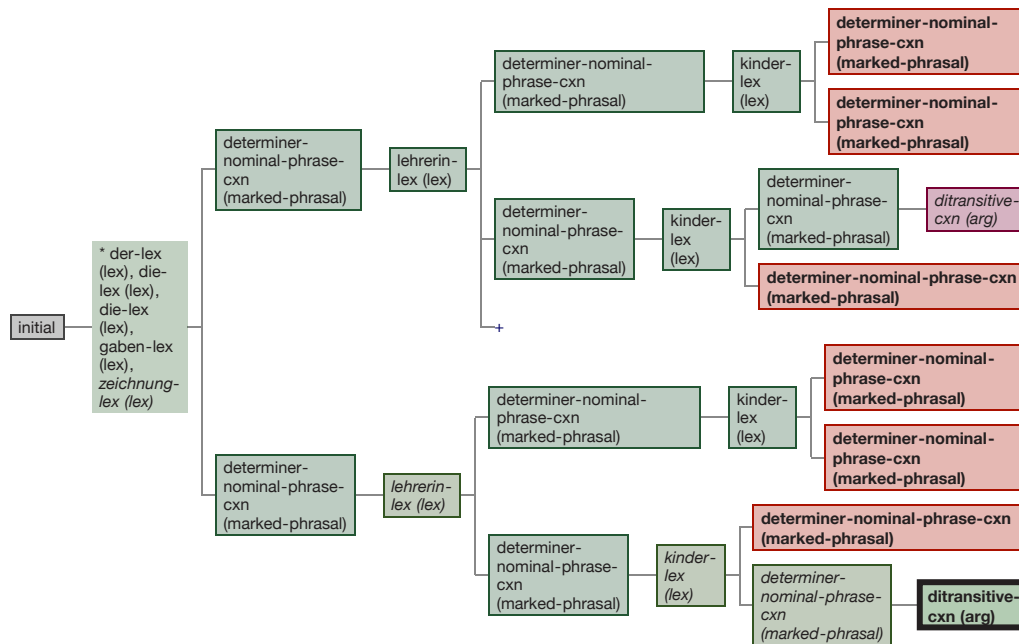 initial
* der-lex
(lex), die-
lex (lex),
die-lex
(lex),
gaben-lex
(lex),
zeichnung-
lex (lex)
determiner-
nominal-phrase-
cxn
(marked-phrasal)
lehrerin-
lex (lex)
determiner-nominal-
phrase-cxn
(marked-phrasal)
kinder-
lex
(lex)
determiner-nominal-
phrase-cxn
(marked-phrasal)
determiner-nominal-
phrase-cxn
(marked-phrasal)
determiner-
nominal-phrase-
cxn
(marked-phrasal)
kinder-
lex
(lex)
determiner-
nominal-phrase-
cxn
(marked-phrasal)
ditransitive-
cxn (arg)
determiner-nominal-phrase-cxn
(marked-phrasal)
+
determiner-
nominal-phrase-
cxn
(marked-phrasal)
lehrerin-
lex (lex)
determiner-nominal-
phrase-cxn
(marked-phrasal)
kinder-
lex
(lex)
determiner-nominal-
phrase-cxn
(marked-phrasal)
determiner-nominal-
phrase-cxn
(marked-phrasal)
determiner-
nominal-phrase-
cxn
(marked-phrasal)
kinder-
lex
(lex)
determiner-nominal-phrase-cxn
(marked-phrasal)
determiner-
nominal-phrase-
cxn
(marked-phrasal)
ditransitive-
cxn (arg)